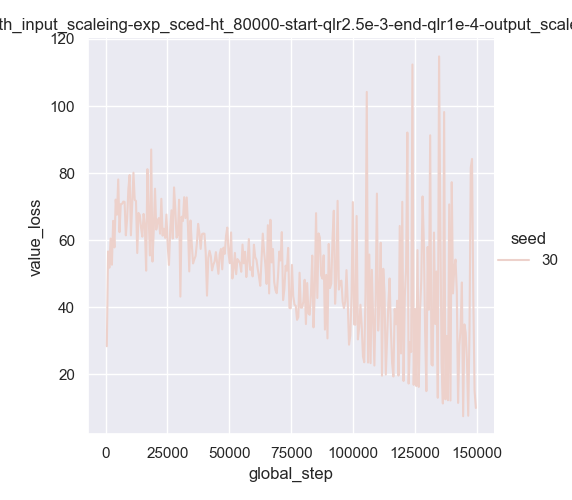 th_input_scaleing-exp_sced-ht_80000-start-qlr2.5e-3-end-qlr1e-4-output_scale
120
100
80
60
40
20
value_loss
0 25000 50000 75000 100000 125000 150000
global_step
seed
30